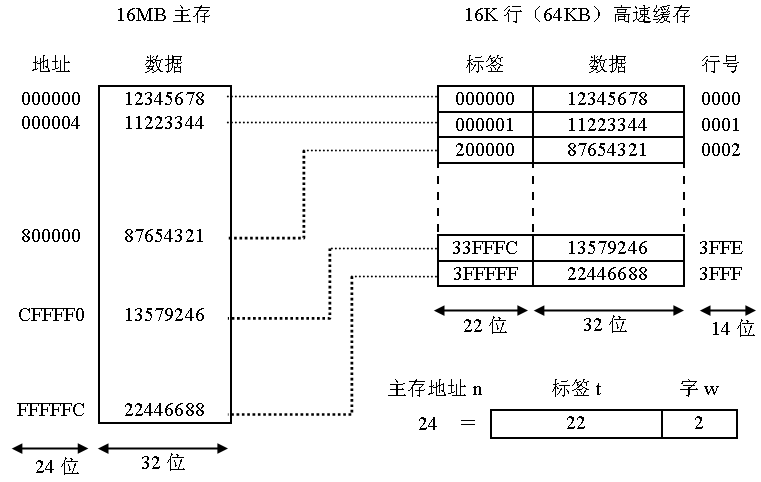 16MB 主存
16K 行（64KB）高速缓存
地址 数据 标签 数据 行号
000000 12345678 000000 12345678 0000
000004 11223344 000001 11223344 0001
200000 87654321 0002
800000 87654321
33FFFC 13579246 3FFE
3FFFFF 22446688 3FFF
CFFFF0 13579246
22 位 32 位 14 位
主存地址 n 标签 t 字 w
FFFFFC 22446688
24 = 22 2
24 位 32 位